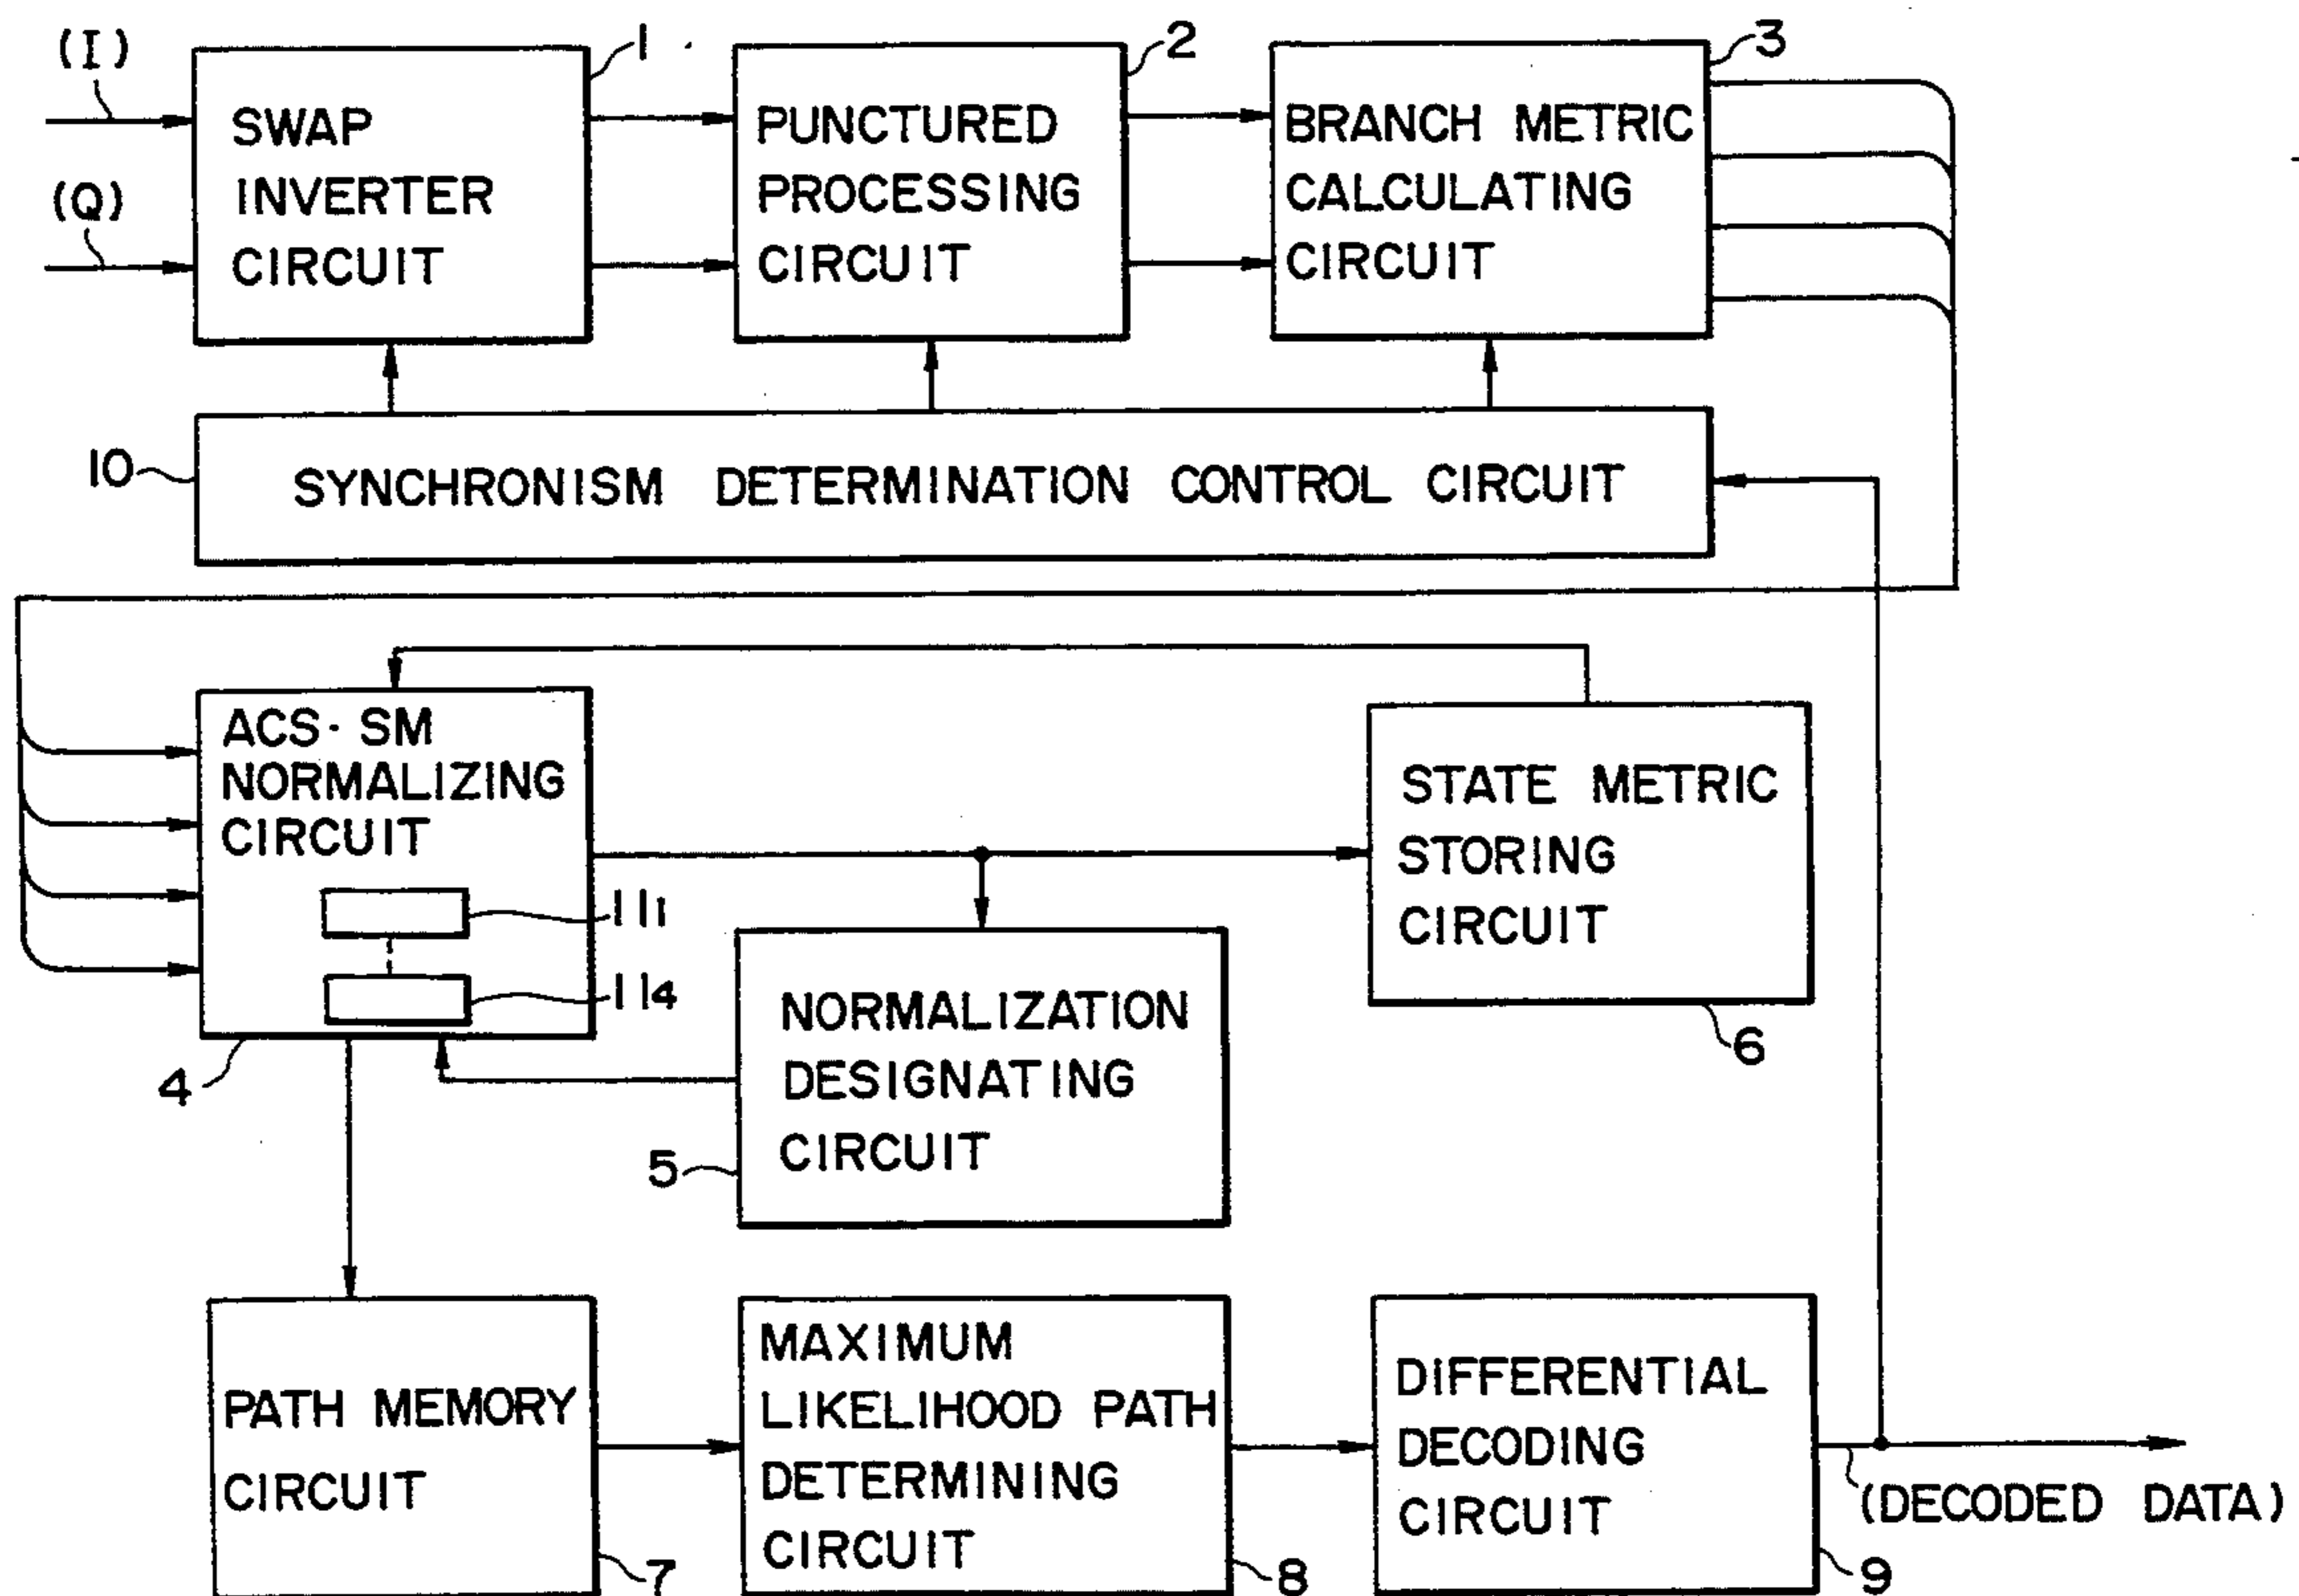 (I)
1
2
3
SWAP
INVERTER
CIRCUIT
PUNCTURED
PROCESSING
CIRCUIT
BRANCH METRIC
CALCULATING
CIRCUIT
(Q)
10
SYNCHRONISM DETERMINATION CONTROL CIRCUIT
ACS·SM
NORMALIZING
CIRCUIT
11₁
11₄
4
STATE METRIC
STORING
CIRCUIT
6
NORMALIZATION
DESIGNATING
CIRCUIT
5
PATH MEMORY
CIRCUIT
7
MAXIMUM
LIKELIHOOD PATH
DETERMINING
CIRCUIT
8
DIFFERENTIAL
DECODING
CIRCUIT
9
(DECODED DATA)